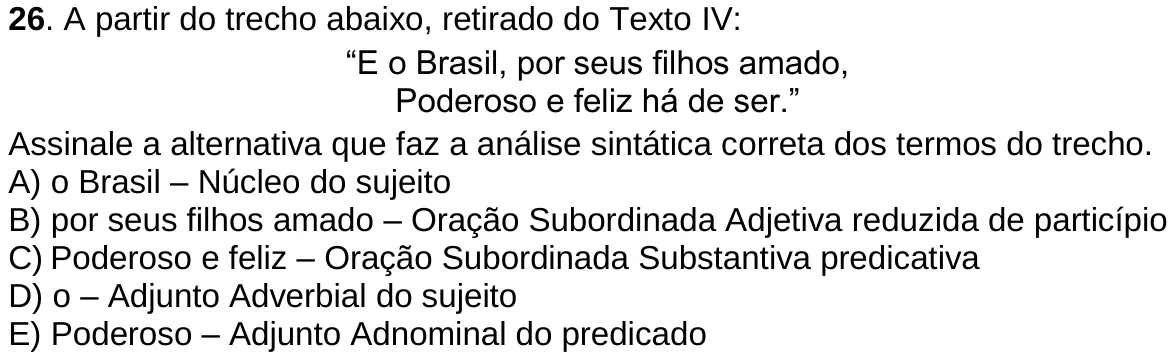 26. A partir do trecho abaixo, retirado do Texto IV:
“E o Brasil, por seus filhos amado,
Poderoso e feliz há de ser.”
Assinale a alternativa que faz a análise sintática correta dos termos do trecho.
A) o Brasil – Núcleo do sujeito
B) por seus filhos amado – Oração Subordinada Adjetiva reduzida de particípio
C) Poderoso e feliz – Oração Subordinada Substantiva predicativa
D) o – Adjunto Adverbial do sujeito
E) Poderoso – Adjunto Adnominal do predicado